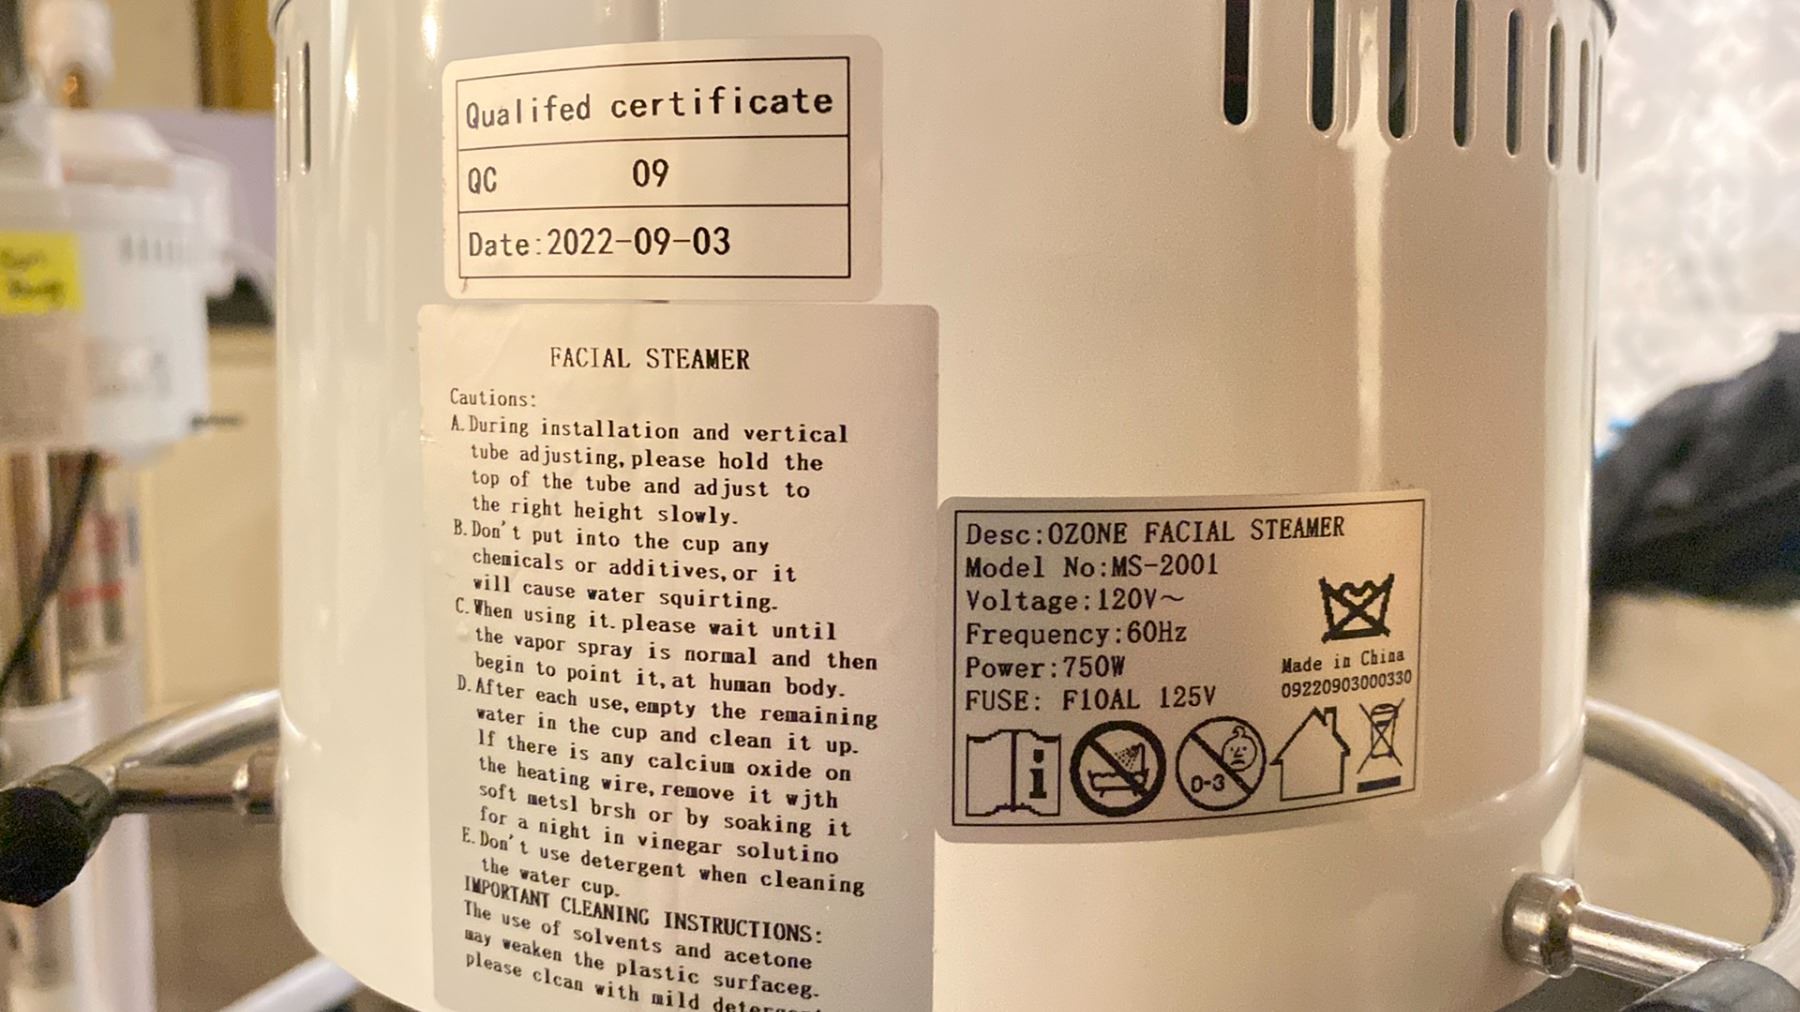 Qualifed certificate
QC 09
Date:2022-09-03
FACIAL STEAMER
Cautions:
A.During installation and vertical
tube adjusting,please hold the
top of the tube and adjust to
the right height slowly.
B.Don't put into the cup any
chemicals or additives,or it
will cause water squirting.
C.When using it.please wait until
the vapor spray is normal and then
begin to point it,at human body.
D.After each use,empty the remaining
water in the cup and clean it up.
If there is any calcium oxide on
the heating wire,remove it wjth
soft metsl brsh or by soaking it
for a night in vinegar solutino
E.Don't use detergent when cleaning
the water cup.
IMPORTANT CLEANING INSTRUCTIONS:
The use of solvents and acetone
may weaken the plastic surfaceg.
please clcan with mild
Desc:OZONE FACIAL STEAMER
Model No:MS-2001
Voltage:120V~
Frequency:60Hz
Power:750W
FUSE: F10AL 125V
Made in China
09220903000330
i
0-3